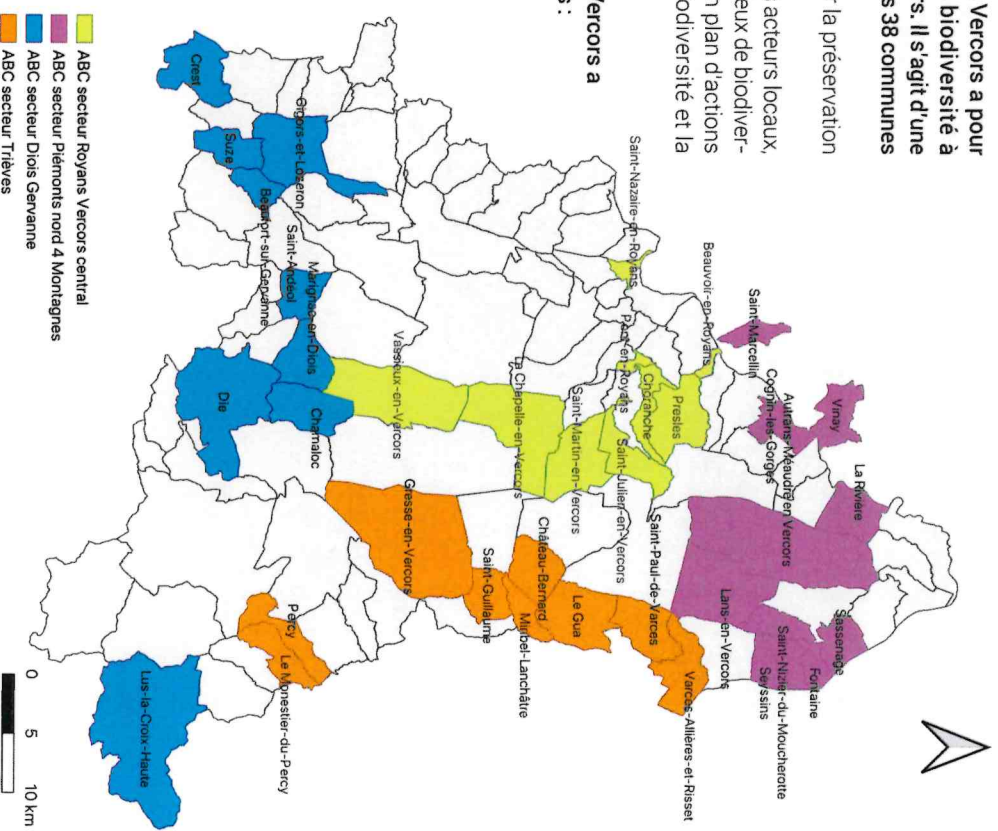 Vercors a pour
biodiversité à
rs. Il s'agit d'une
s 38 communes
r la préservation
acteurs locaux,
eux de biodiver-
n plan d'actions
odiversité et la
Vercors a
s :
Vinay
La Rivière
Saint-Marcellin
Cognin-les-Gorges
Autrans-Méaudre en Vercors
Sassenage
Fontaine
Saint-Nizier-du-Moucherotte
Seyssins
Lans-en-Vercors
Beauvoir-en-Royans
Presles
Saint-Nazaire-en-Royans
Pont-en-Royans
Choranche
Saint-Julien-en-Vercors
Saint-Martin-en-Vercors
La Chapelle-en-Vercors
Vassieux-en-Vercors
Varces-Allières-et-Risset
Saint-Paul-de-Varces
Le Gua
Château-Bernard
Miribel-Lanchâtre
Saint-Guillaume
Gresse-en-Vercors
Gigors-et-Lozeron
Crest
Suze
Beaufort-sur-Gervanne
Saint-Andéol
Marignac-en-Diois
Chamaloc
Die
Percy
Le Monestier-du-Percy
Lus-la-Croix-Haute
ABC secteur Royans Vercors central
ABC secteur Piémonts nord 4 Montagnes
ABC secteur Diois Gervanne
ABC secteur Trièves
0 5 10 km